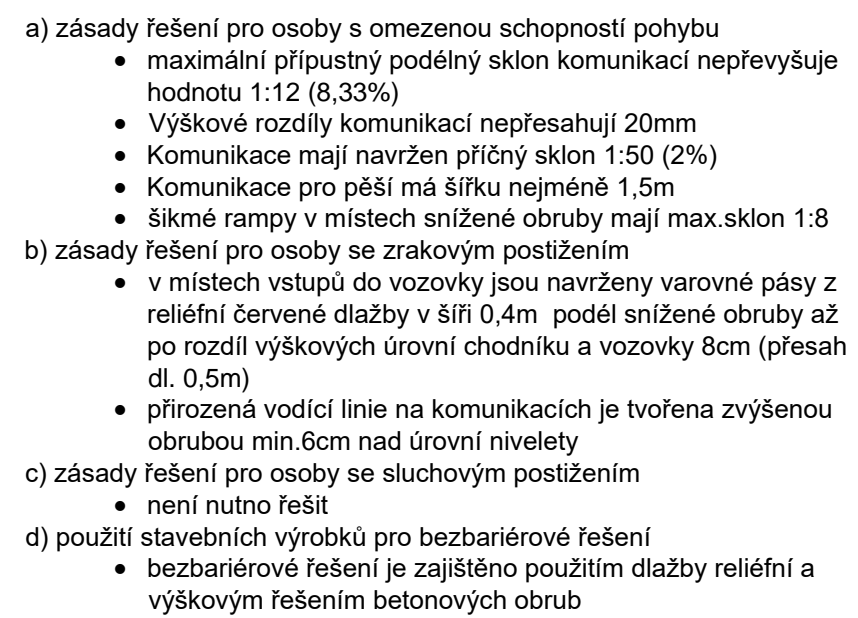 a) zásady řešení pro osoby s omezenou schopností pohybu
• maximální přípustný podélný sklon komunikací nepřevyšuje
hodnotu 1:12 (8,33%)
• Výškové rozdíly komunikací nepřesahují 20mm
• Komunikace mají navržen příčný sklon 1:50 (2%)
• Komunikace pro pěší má šířku nejméně 1,5m
• šikmé rampy v místech snížené obruby mají max.sklon 1:8
b) zásady řešení pro osoby se zrakovým postižením
• v místech vstupů do vozovky jsou navrženy varovné pásy z
reliéfní červené dlažby v šíři 0,4m  podél snížené obruby až
po rozdíl výškových úrovní chodníku a vozovky 8cm (přesah
dl. 0,5m)
• přirozená vodící linie na komunikacích je tvořena zvýšenou
obrubou min.6cm nad úrovní nivelety
c) zásady řešení pro osoby se sluchovým postižením
• není nutno řešit
d) použití stavebních výrobků pro bezbariérové řešení
• bezbariérové řešení je zajištěno použitím dlažby reliéfní a
výškovým řešením betonových obrub